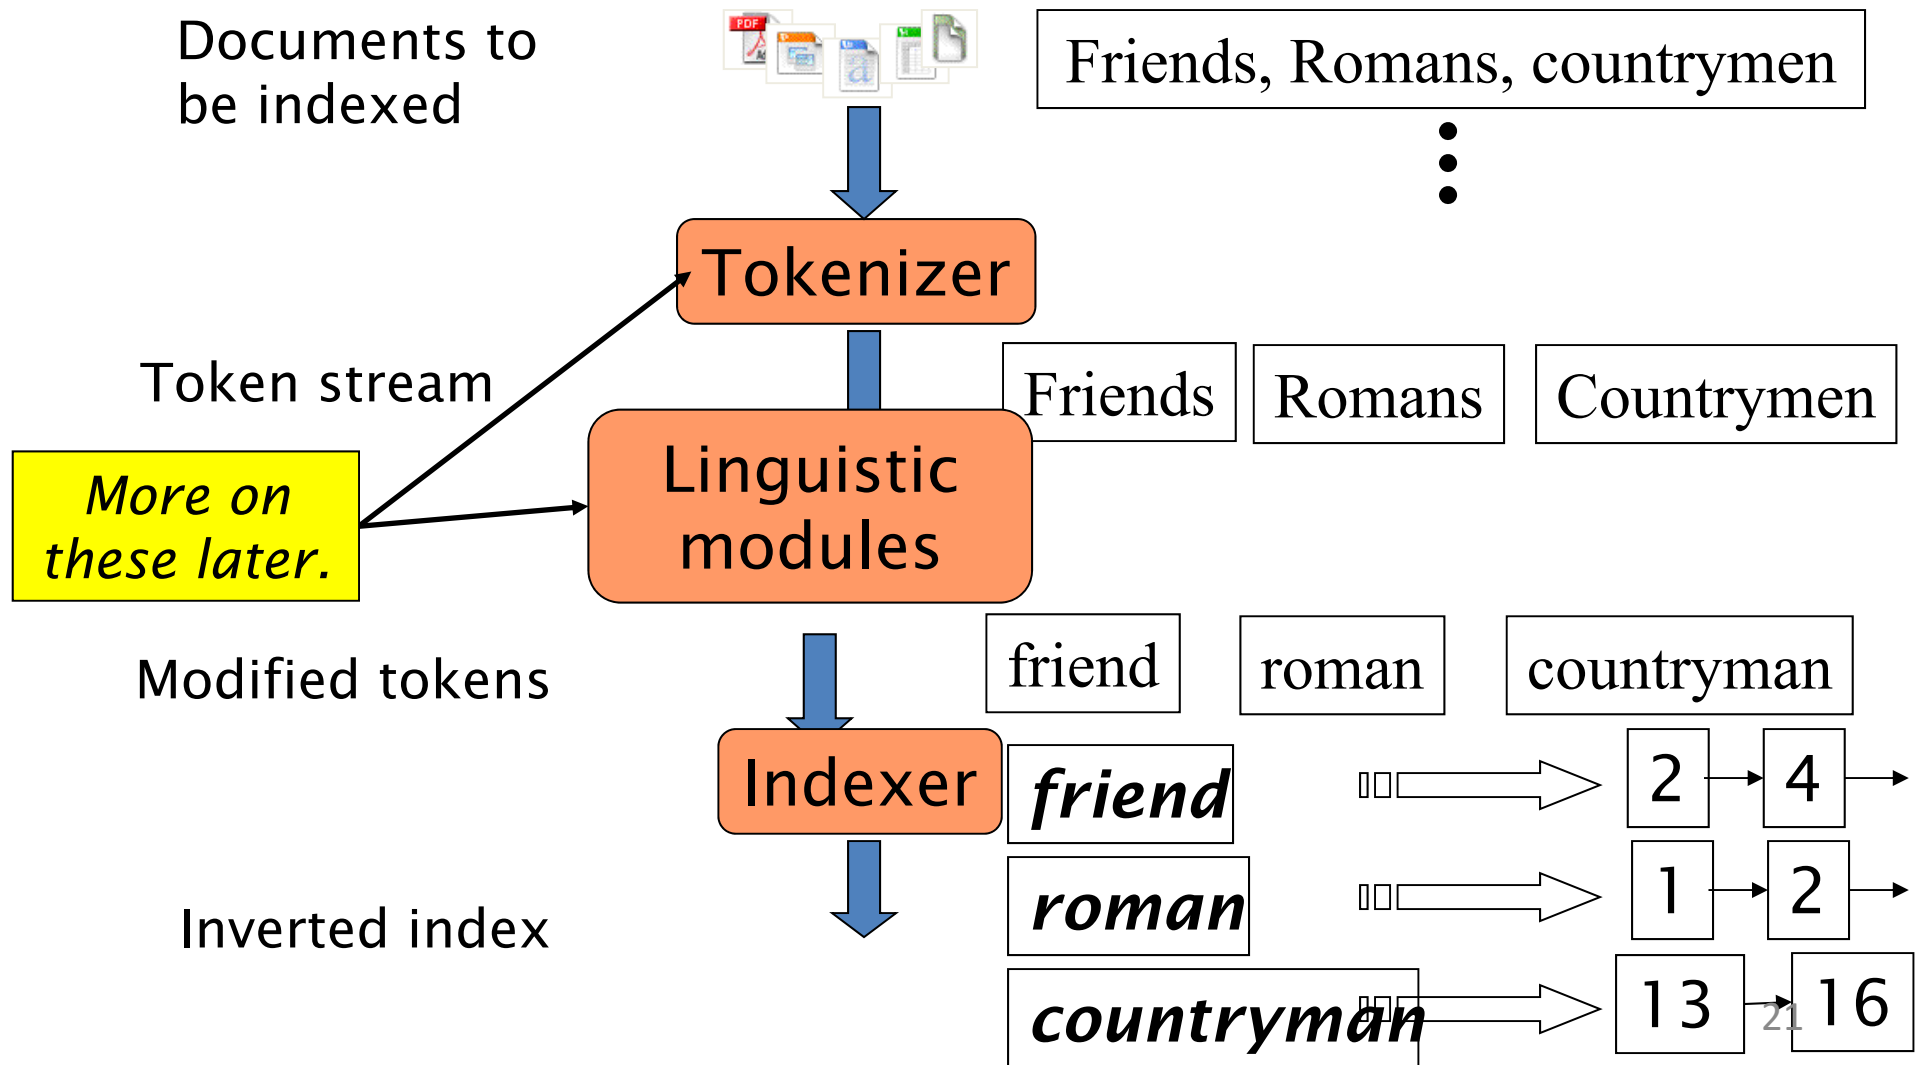 Documents to
be indexed
PDF
Friends, Romans, countrymen
Tokenizer
Token stream
Friends
Romans
Countrymen
More on
these later.
Linguistic
modules
Modified tokens
friend
roman
countryman
Indexer
friend
2
4
roman
1
2
Inverted index
countryman
13
16
21